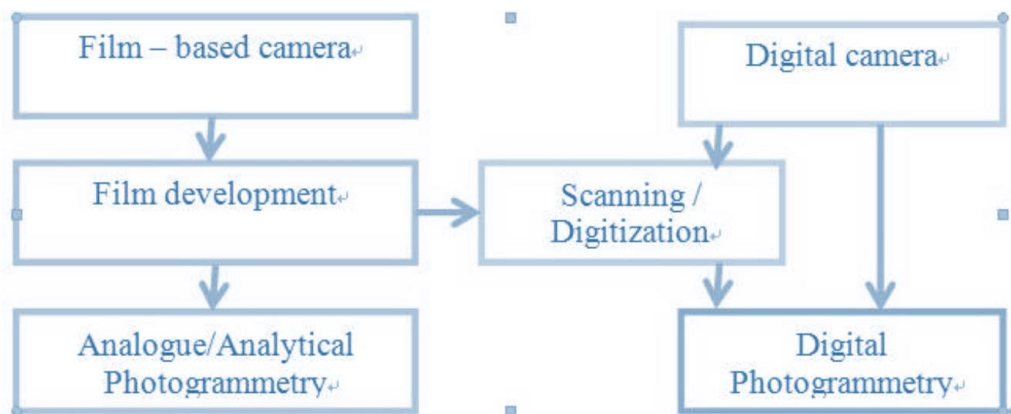 Film – based camera
Digital camera
Film development
Scanning /
Digitization
Analogue/Analytical
Photogrammetry
Digital
Photogrammetry